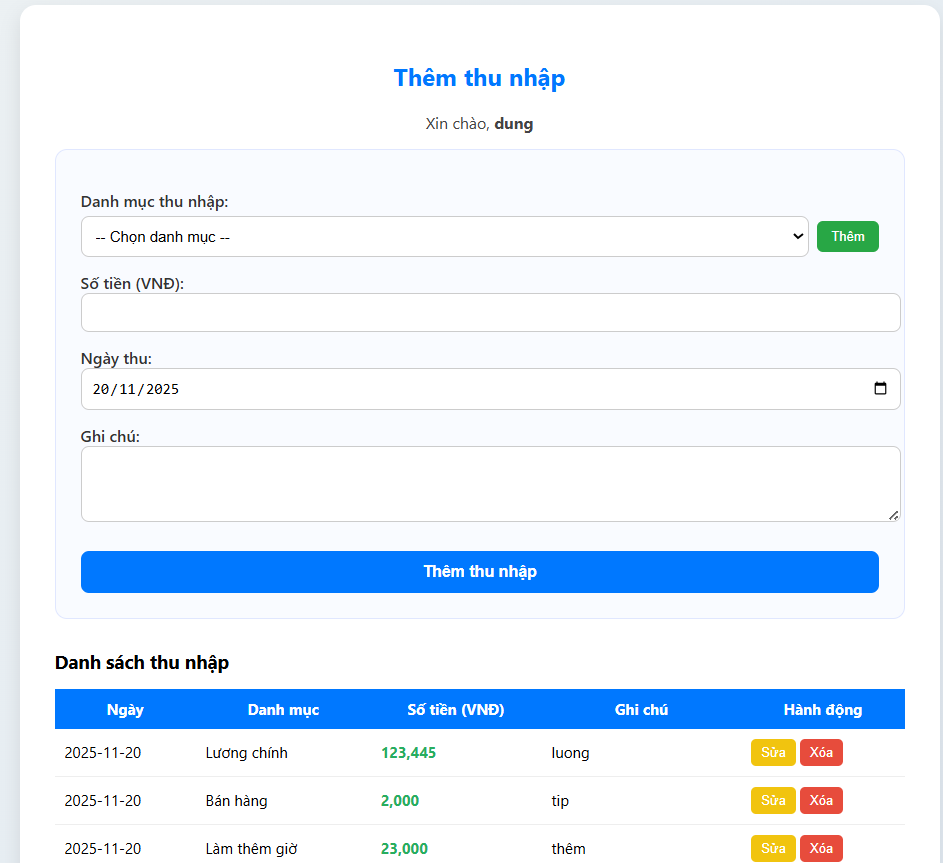 Thêm thu nhập
Xin chào, dung
Danh mục thu nhập:
-- Chọn danh mục -- Thêm
Số tiền (VNĐ):
Ngày thu:
20/11/2025
Ghi chú:
Thêm thu nhập
Danh sách thu nhập
Ngày Danh mục Số tiền (VNĐ) Ghi chú Hành động
2025-11-20 Lương chính 123,445 luong Sửa Xóa
2025-11-20 Bán hàng 2,000 tip Sửa Xóa
2025-11-20 Làm thêm giờ 23,000 thêm Sửa Xóa